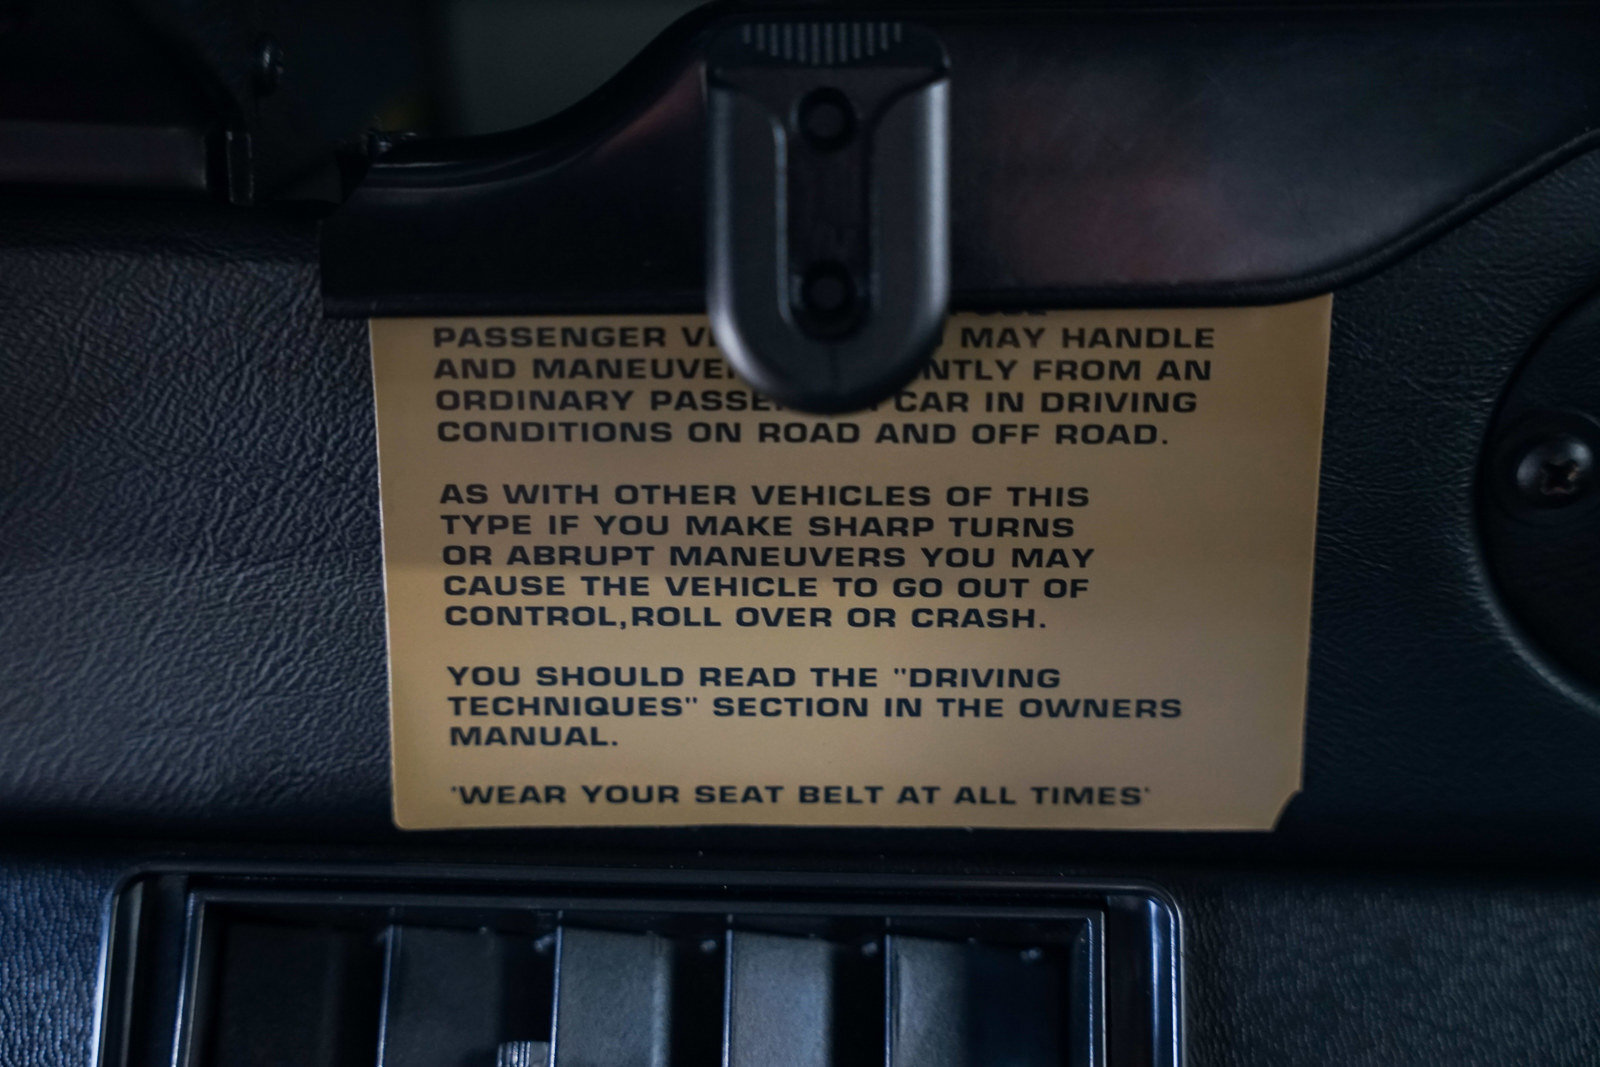 PASSENGER MAY HANDLE
AND FROM AN
ORDINARY CAR IN DRIVING
CONDITIONS ON ROAD AND OFF ROAD.
AS WITH OTHER VEHICLES OF THIS
TYPE IF YOU MAKE SHARP TURNS
OR ABRUPT MANEUVERS YOU MAY
CAUSE THE VEHICLE TO GO OUT OF
CONTROL,ROLL OVER OR CRASH.
YOU SHOULD READ THE "DRIVING
TECHNIQUES" SECTION IN THE OWNERS
MANUAL.
'WEAR YOUR SEAT BELT AT ALL TIMES'